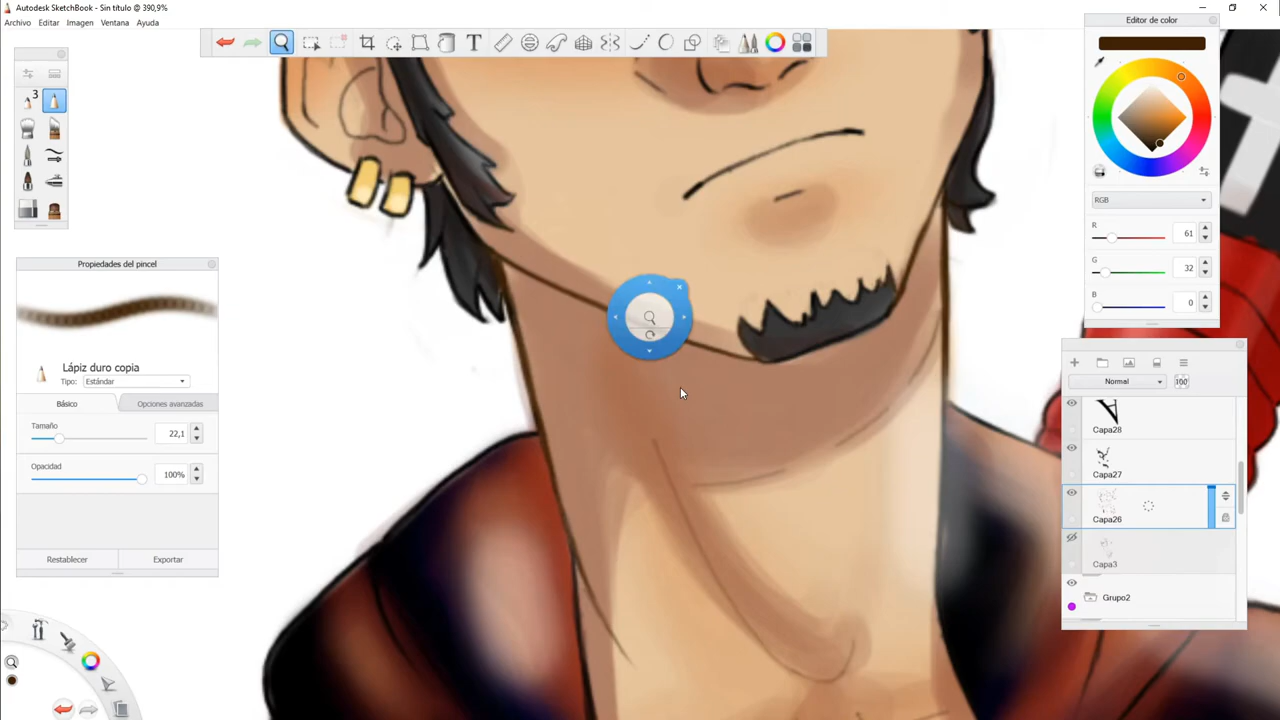 Autodesk SketchBook - Sin título @ 390,9%
Archivo Editar Imagen Ventana Ayuda
T
3
Propiedades del pincel
Lápiz duro copia
Tipo: Estándar
Básico Opciones avanzadas
Tamaño
22,1
Opacidad
100%
Restablecer Exportar
Editor de color
RGB
R 61
G 32
B 0
Normal 100
Capa28
Capa27
Capa26
Capa3
Grupo2